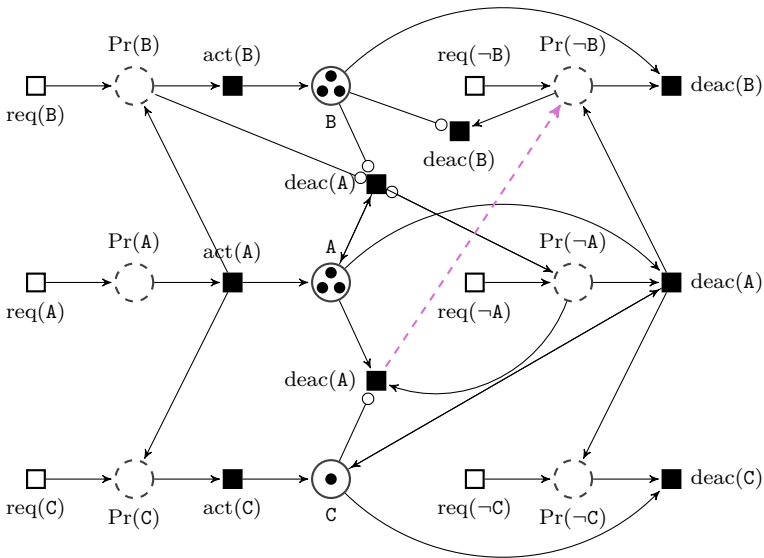 Pr(B)
act(B)
req(¬B)
Pr(¬B)
deac(B)
req(B)
B
deac(B)
deac(A)
Pr(A)
act(A)
A
Pr(¬A)
deac(A)
req(A)
req(¬A)
deac(A)
deac(C)
req(C)
Pr(C)
act(C)
C
req(¬C)
Pr(¬C)